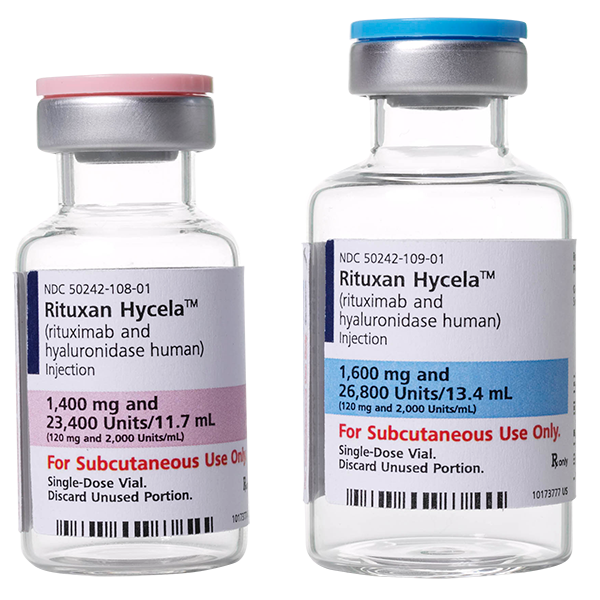 NDC 50242-108-01
Rituxan Hycela™
(rituximab and
hyaluronidase human)
Injection
1,400 mg and
23,400 Units/11.7 mL
(120 mg and 2,000 Units/mL)
For Subcutaneous Use Only
Single-Dose Vial.
Discard Unused Portion.
NDC 50242-109-01
Rituxan Hycela™
(rituximab and
hyaluronidase human)
Injection
1,600 mg and
26,800 Units/13.4 mL
(120 mg and 2,000 Units/mL)
For Subcutaneous Use Only.
Single-Dose Vial.
Discard Unused Portion.
Rx only
10173777 US